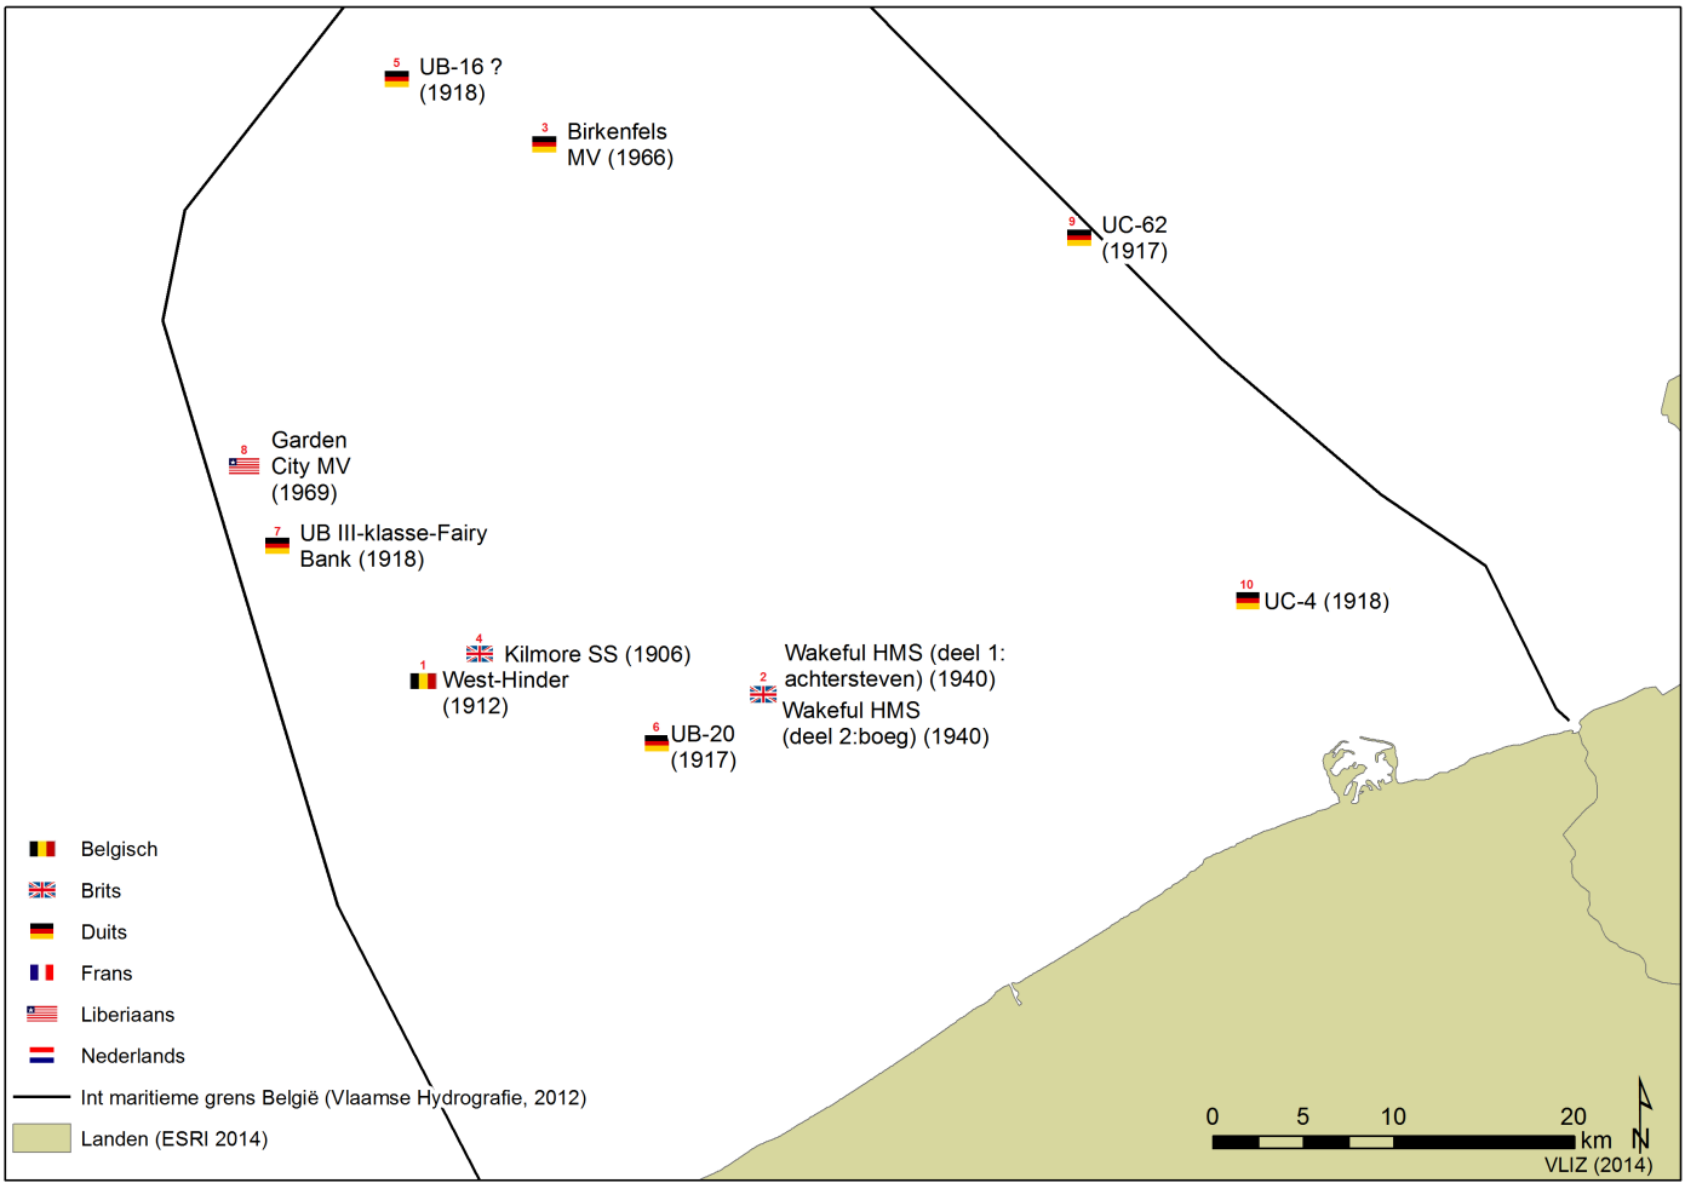 5
UB-16 ?
(1918)
3
Birkenfels
MV (1966)
9
UC-62
(1917)
8
Garden
City MV
(1969)
7
UB III-klasse-Fairy
Bank (1918)
10
UC-4 (1918)
4
Kilmore SS (1906)
1
West-Hinder
(1912)
2
Wakeful HMS (deel 1:
achtersteven) (1940)
Wakeful HMS
(deel 2:boeg) (1940)
6
UB-20
(1917)
Belgisch
Brits
Duits
Frans
Liberiaans
Nederlands
Int maritieme grens België (Vlaamse Hydrografie, 2012)
Landen (ESRI 2014)
0 5 10 20
km
N
VLIZ (2014)